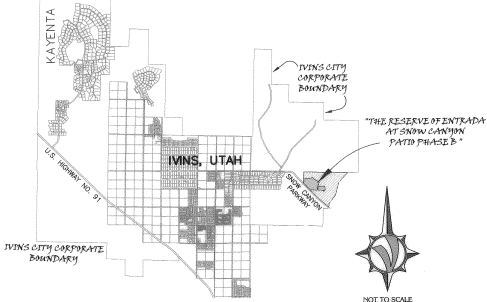 KAYENTA
IVINS CITY
CORPORATE
BOUNDARY
"THE RESERVE OF ENTRADA
AT SNOW CANYON
PATIO PHASE B"
IVINS, UTAH
U.S. HIGHWAY NO. 91
SNOW CANYON
PARKWAY
IVINS CITY CORPORATE
BOUNDARY
NOT TO SCALE